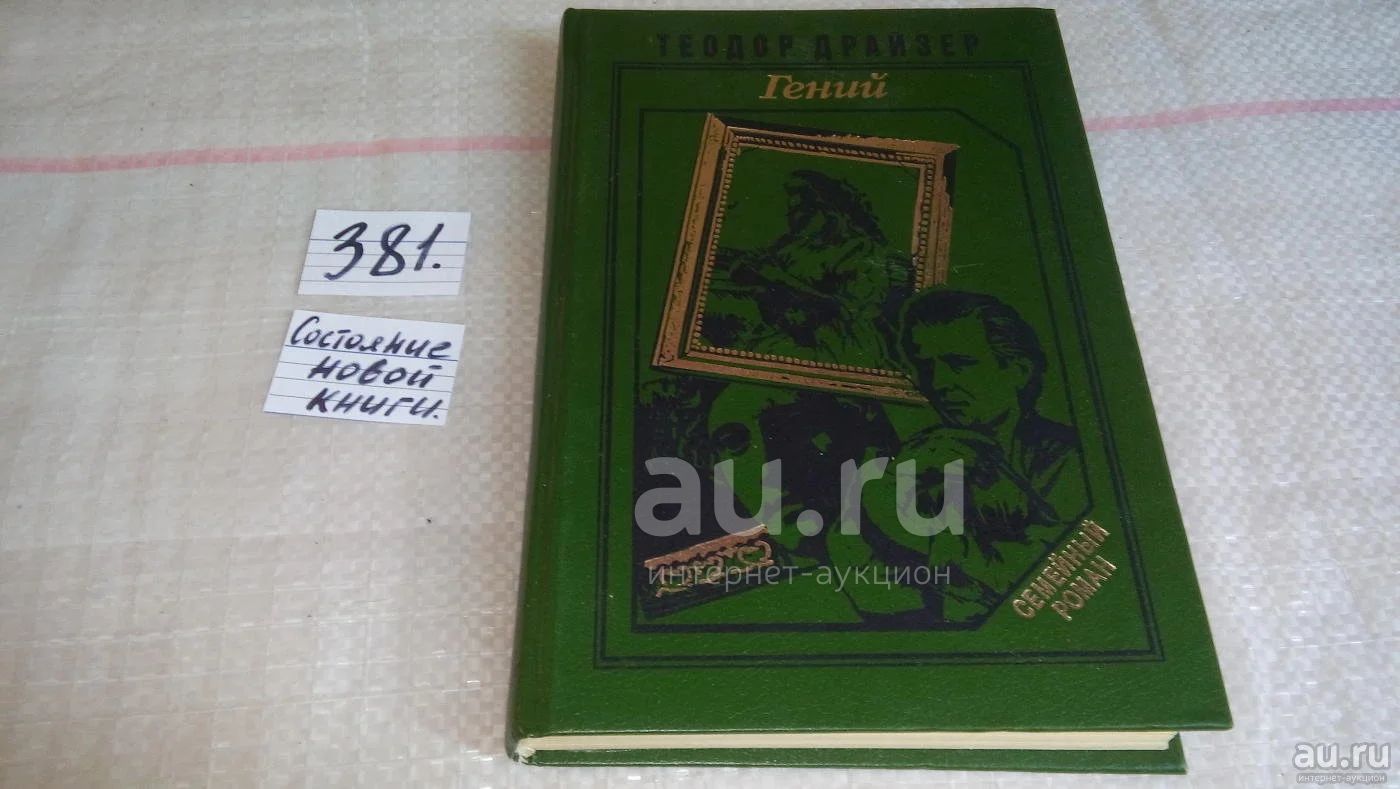 ТЕОДОР ДРАЙЗЕР
Гений
381.
Состояние
новой
книги.
au.ru
интернет-аукцион
СЕМЕЙНЫЙ
РОМАН
au.ru
интернет-аукцион